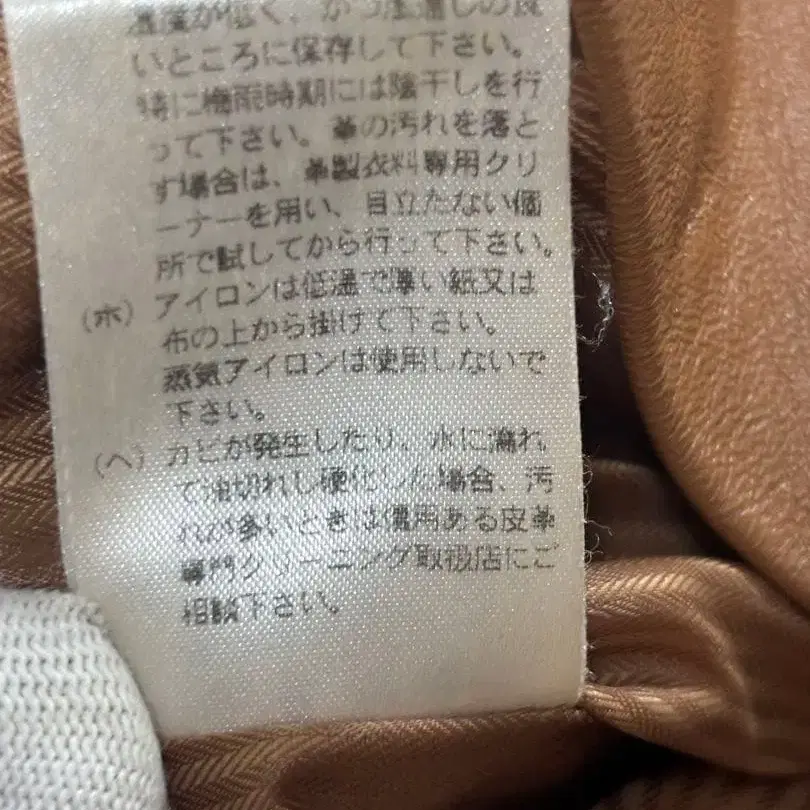 温度が低く、かつ風通しの良
いところに保存して下さい。
特に梅雨時期には陰干しを行
って下さい。革の汚れを落と
す場合は、革製衣料専用クリ
ーナーを用い、目立たない個
所で試してから行って下さい。
(ホ) アイロンは低温で厚い紙又は
布の上から掛けて下さい。
蒸気アイロンは使用しないで
下さい。
(ヘ) カビが発生したり、水に濡れ
て油切れし硬化した場合、汚
れが多いときは信用ある皮革
専門クリーニング取扱店にご
相談下さい。